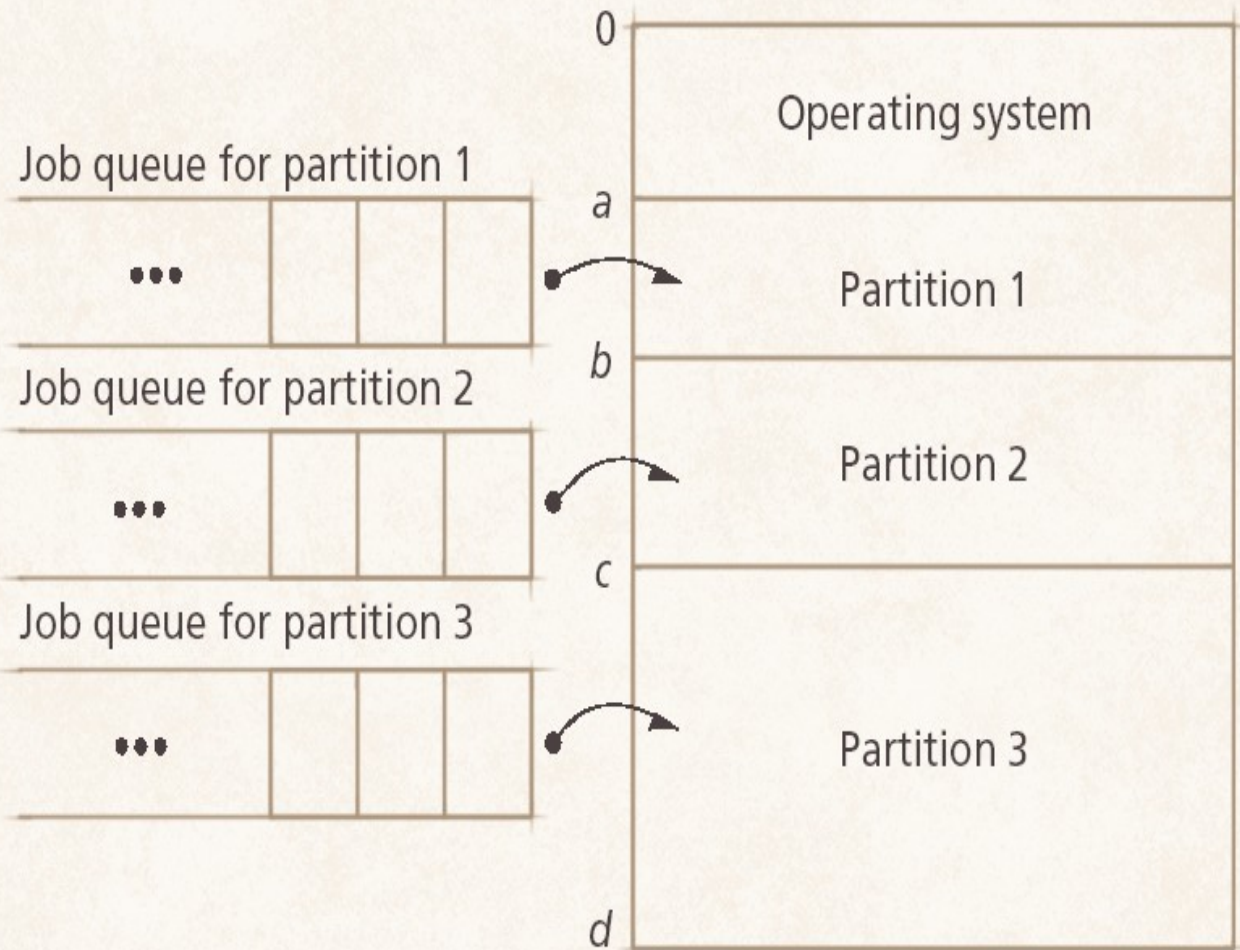 0
Operating system
Job queue for partition 1
a
•••
Partition 1
b
Job queue for partition 2
Partition 2
•••
c
Job queue for partition 3
•••
Partition 3
d